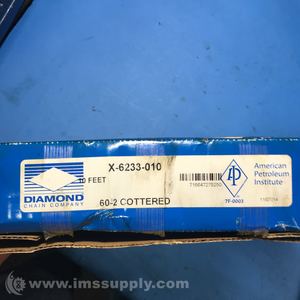 X-6233-010
10 FEET
DIAMOND
CHAIN COMPANY
60-2 COTTERED
API
7F-0003
American
Petroleum
Institute
www.imssupply.com